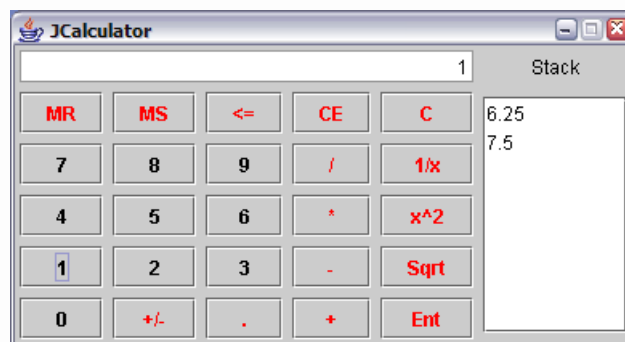 JCalculator
1 Stack
MR MS <= CE C
6.25
7 8 9 / 1/x
7.5
4 5 6 * x^2
1 2 3 - Sqrt
0 +/- . + Ent